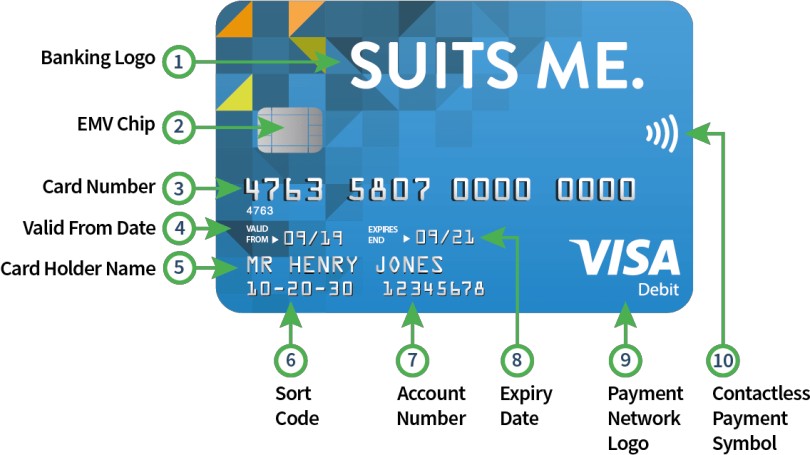 Banking Logo 1
SUITS ME.
EMV Chip 2
Card Number 3
4763 5807 0000 0000
4763
Valid From Date 4
VALID FROM 09/19
EXPIRES END 09/21
Card Holder Name 5
MR HENRY JONES
10-20-30 12345678
VISA
Debit
6
Sort
Code
7
Account
Number
8
Expiry
Date
9
Payment
Network
Logo
10
Contactless
Payment
Symbol